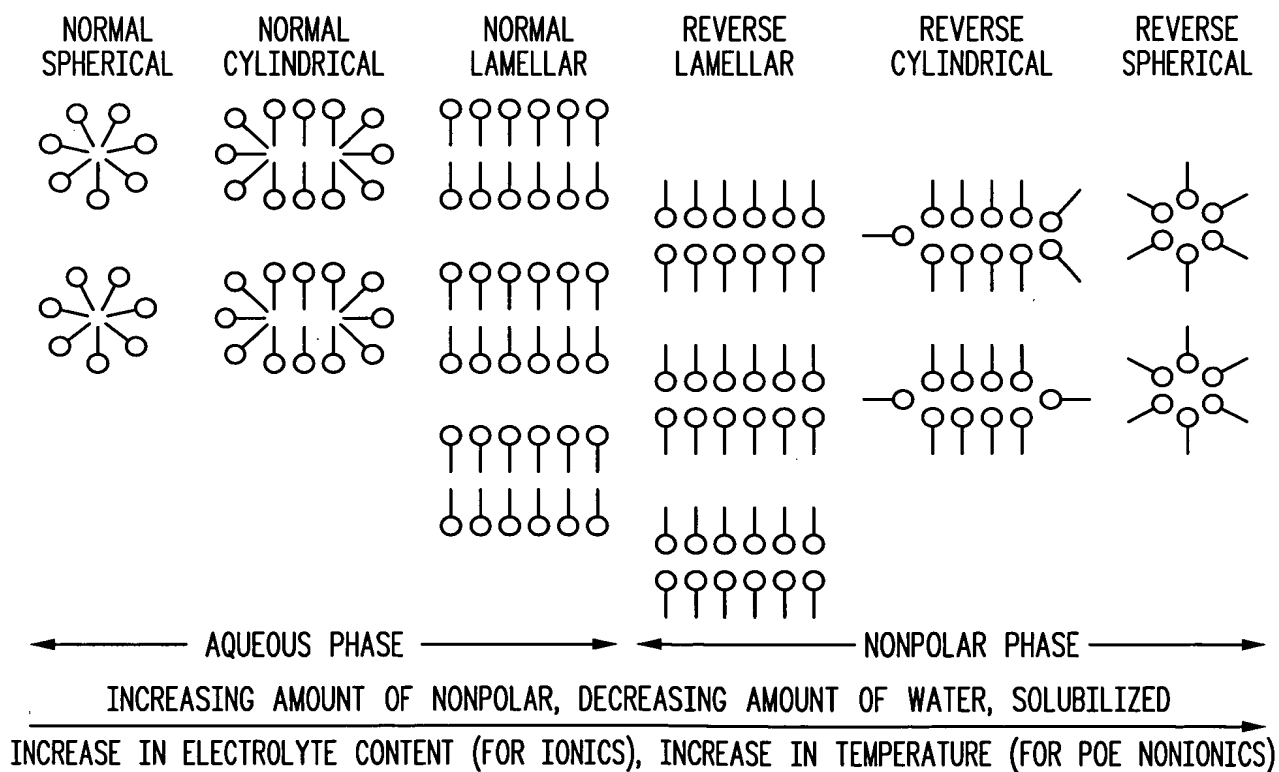 NORMAL SPHERICAL
NORMAL CYLINDRICAL
NORMAL LAMELLAR
REVERSE LAMELLAR
REVERSE CYLINDRICAL
REVERSE SPHERICAL
AQUEOUS PHASE
NONPOLAR PHASE
INCREASING AMOUNT OF NONPOLAR, DECREASING AMOUNT OF WATER, SOLUBILIZED
INCREASE IN ELECTROLYTE CONTENT (FOR IONICS), INCREASE IN TEMPERATURE (FOR POE NONIONICS)